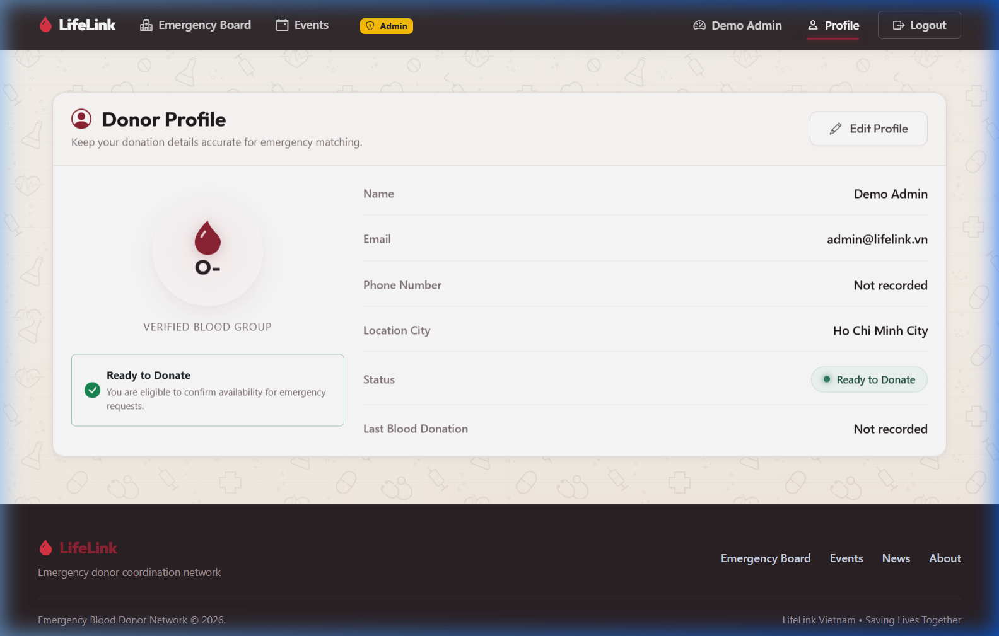 LifeLink
Emergency Board
Events
Admin
Demo Admin
Profile
Logout
Donor Profile
Keep your donation details accurate for emergency matching.
Edit Profile
O-
VERIFIED BLOOD GROUP
Ready to Donate
You are eligible to confirm availability for emergency
requests.
Name
Demo Admin
Email
admin@lifelink.vn
Phone Number
Not recorded
Location City
Ho Chi Minh City
Status
Ready to Donate
Last Blood Donation
Not recorded
LifeLink
Emergency donor coordination network
Emergency Board
Events
News
About
Emergency Blood Donor Network © 2026.
LifeLink Vietnam • Saving Lives Together